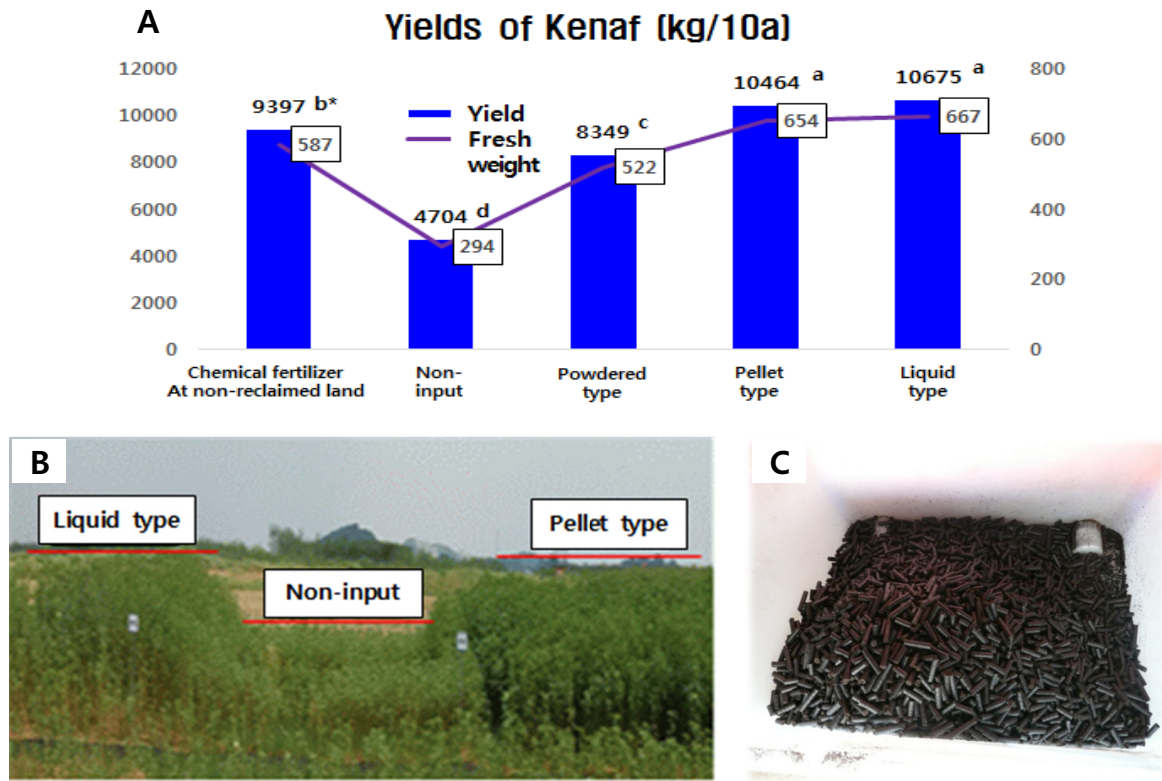 A
Yields of Kenaf (kg/10a)
12000
10000
8000
6000
4000
2000
0
800
600
400
200
0
Yield
Fresh
weight
9397 b*
587
4704 d
294
8349 c
522
10464 a
654
10675 a
667
Chemical fertilizer
At non-reclaimed land
Non-
input
Powdered
type
Pellet
type
Liquid
type
B
Liquid type
Non-input
Pellet type
C